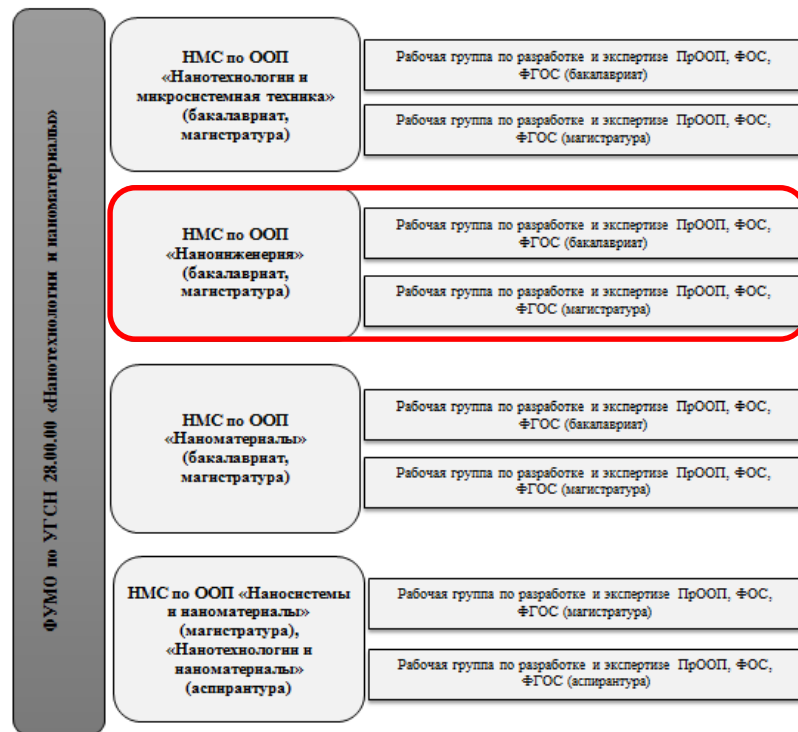 ФУМО по УГСН 28.00.00 «Нанотехнологии и наноматериалы»
НМС по ООП
«Нанотехнологии и
микросистемная техника»
(бакалавриат,
магистратура)
Рабочая группа по разработке и экспертизе ПрООП, ФОС,
ФГОС (бакалавриат)
Рабочая группа по разработке и экспертизе ПрООП, ФОС,
ФГОС (магистратура)
НМС по ООП
«Наноинженерия»
(бакалавриат,
магистратура)
Рабочая группа по разработке и экспертизе ПрООП, ФОС,
ФГОС (бакалавриат)
Рабочая группа по разработке и экспертизе ПрООП, ФОС,
ФГОС (магистратура)
НМС по ООП
«Наноматериалы»
(бакалавриат,
магистратура)
Рабочая группа по разработке и экспертизе ПрООП, ФОС,
ФГОС (бакалавриат)
Рабочая группа по разработке и экспертизе ПрООП, ФОС,
ФГОС (магистратура)
НМС по ООП «Наносистемы
и наноматериалы»
(магистратура),
«Нанотехнологии и
наноматериалы»
(аспирантура)
Рабочая группа по разработке и экспертизе ПрООП, ФОС,
ФГОС (магистратура)
Рабочая группа по разработке и экспертизе ПрООП, ФОС,
ФГОС (аспирантура)